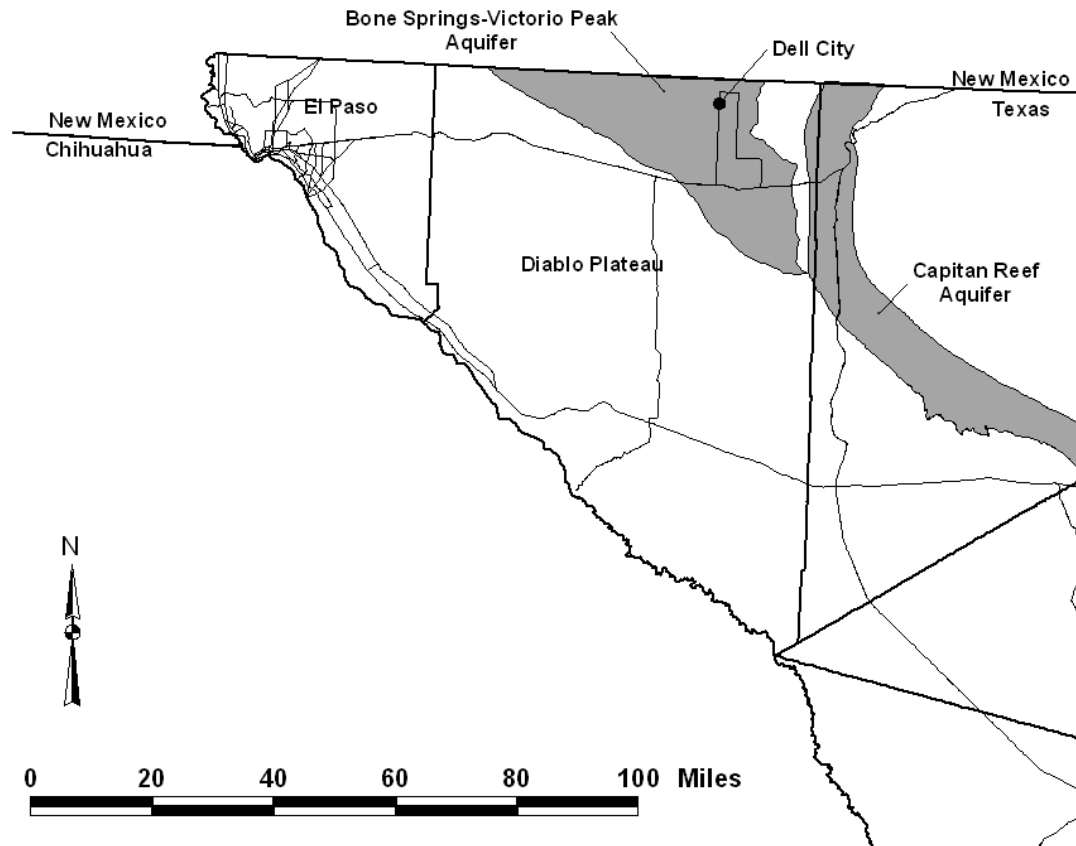 Bone Springs-Victorio Peak
Aquifer
Dell City
New Mexico
Texas
El Paso
New Mexico
Chihuahua
Diablo Plateau
Capitan Reef
Aquifer
N
0 20 40 60 80 100 Miles